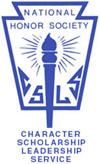 NATIONAL
HONOR SOCIETY
C S L S
CHARACTER
SCHOLARSHIP
LEADERSHIP
SERVICE